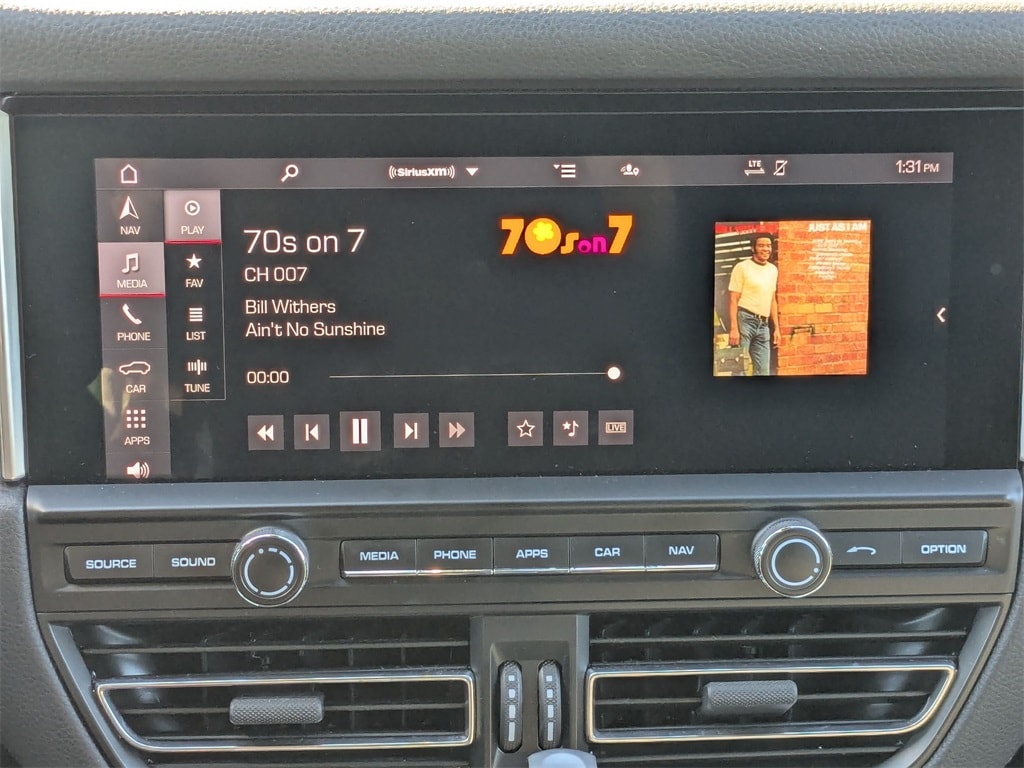 SiriusXM
LTE
1:31 PM
NAV
PLAY
MEDIA
FAV
PHONE
LIST
CAR
TUNE
APPS
70s on 7
CH 007
Bill Withers
Ain't No Sunshine
00:00
LIVE
70s on 7
JUST AS I AM
SOURCE
SOUND
MEDIA
PHONE
APPS
CAR
NAV
OPTION